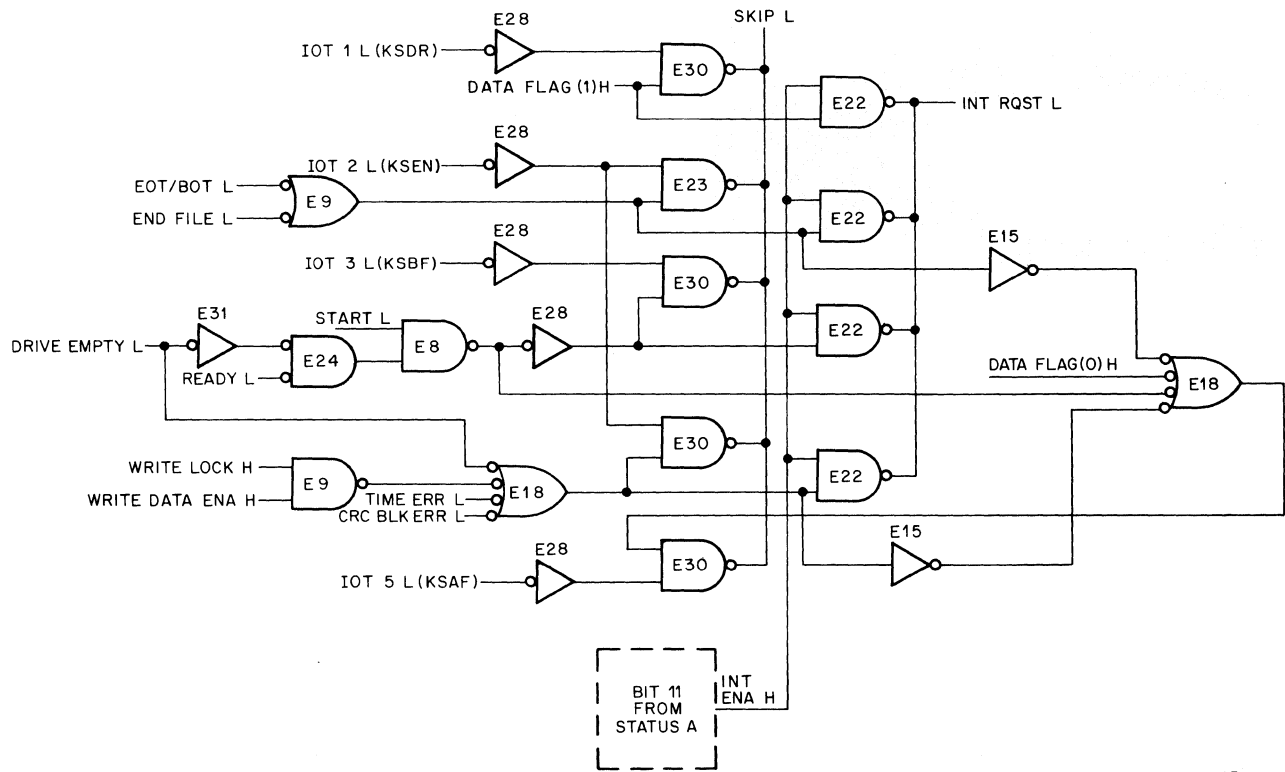 SKIP L
E28
IOT 1 L (KSDR)
E30
DATA FLAG (1) H
E22
INT RQST L
E28
IOT 2 L (KSEN)
E23
EOT/BOT L
E9
END FILE L
E22
E28
E15
IOT 3 L (KSBF)
E30
E31
START L
E28
E22
DRIVE EMPTY L
E8
E24
READY L
DATA FLAG (0) H
E18
E30
WRITE LOCK H
E9
E22
WRITE DATA ENA H
TIME ERR L
E18
CRC BLK ERR L
E15
E28
E30
IOT 5 L (KSAF)
BIT 11
FROM
STATUS A
INT
ENA H